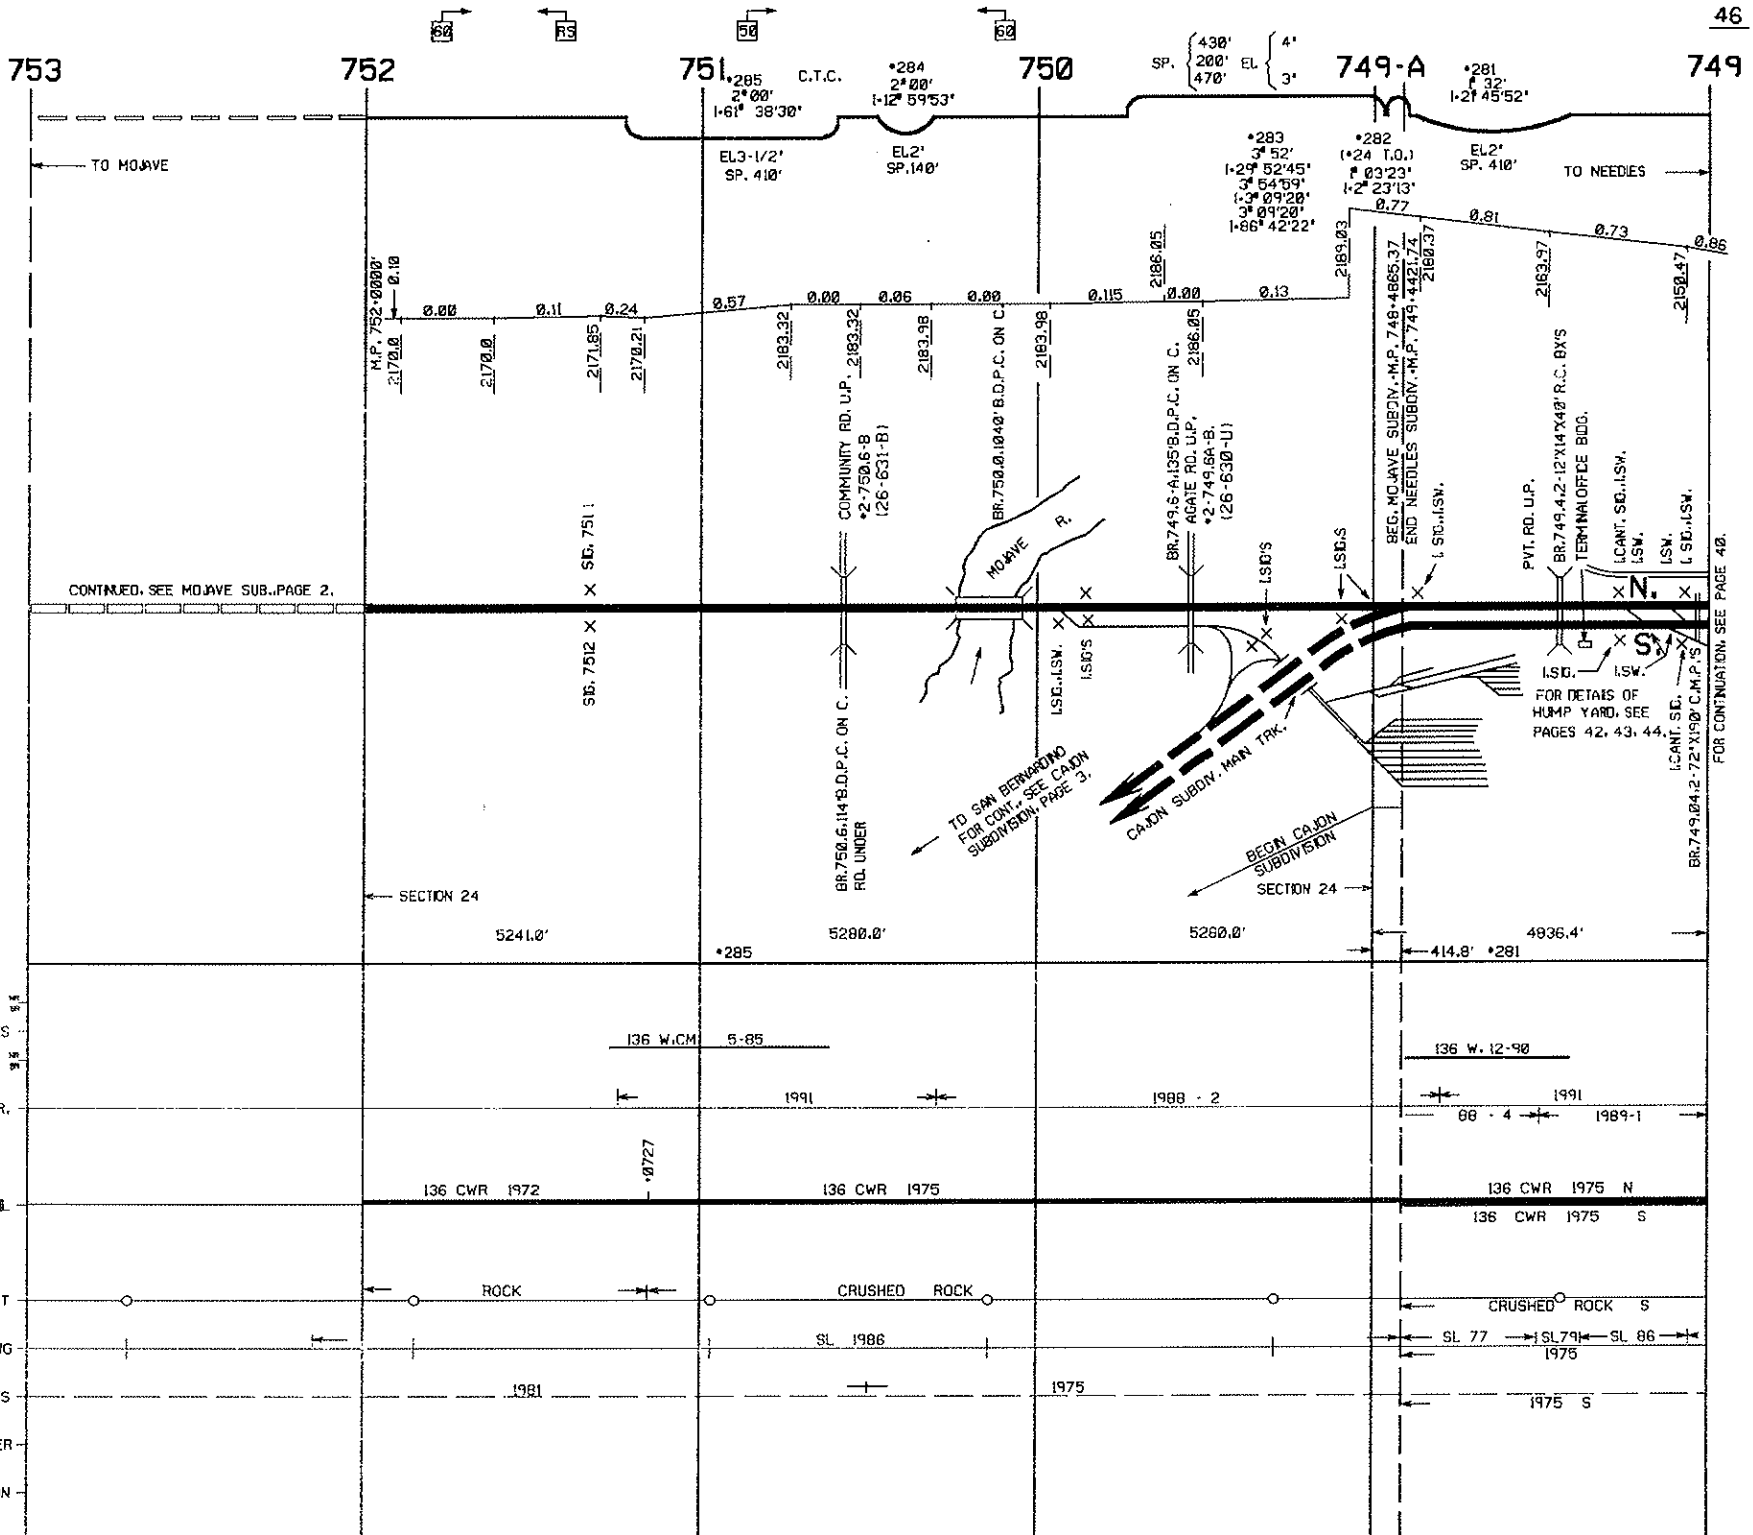 46
60
RS
50
60
753
752
751
C.T.C.
750
749-A
749
•285
2°00'
I-61° 38'30"
•284
2°00'
I-12° 59'53"
SP.
430'
200'
470'
EL
4"
3"
•281
1° 32'
I-21° 45'52"
TO MOJAVE
EL3-1/2"
SP. 410'
EL2"
SP.140'
•283
3° 52'
I-29° 52'45"
3° 54'59"
I-3° 09'20"
3° 09'20"
I-86° 42'22"
•282
(•24 T.O.)
1° 03'23"
I-2° 23'13"
EL2"
SP. 410'
TO NEEDLES
0.77
0.81
0.73
0.86
M.P. 752+0000'
0.10
0.00
0.11
0.24
0.57
0.00
0.06
0.00
0.115
0.00
0.13
2170.0
2170.0
2171.85
2170.21
2183.32
2183.32
2183.98
2183.98
2186.05
2186.05
2189.03
2180.37
2163.97
2150.47
COMMUNITY RD. U.P.
•2-750.6-B
(26-631-B)
BR.750.0.1040' B.D.P.C. ON C.
BR.749.6-A.135'B.D.P.C. ON C.
AGATE RD. U.P.
•2-749.6A-B.
(26-630-U)
BEG. MOJAVE SUBDIV.-M.P. 748+4865.37
END NEEDLES SUBDIV.-M.P. 749+4421.74
I. SIG.,I.SW.
PVT. RD. U.P.
BR.749.4.2-12'X14'X40' R.C. BX'S
TERMINAL OFFICE BDG.
I.CANT. SIG.,I.SW.
I.SW.
I.SW.
I. SIG.,I.SW.
SIG. 7511
SIG. 7512
MOJAVE R.
I.SIG'S
I.SIG.S
CONTINUED. SEE MOJAVE SUB.,PAGE 2.
N.
S.
I.SIG.,I.SW.
I.SIG'S
I.SIG.
I.SW.
I.CANT. SIG.
FOR DETAILS OF
HUMP YARD, SEE
PAGES 42, 43, 44.
BR.749.04.2-72"X190' C.M.P.'S
FOR CONTINUATION, SEE PAGE 40.
BR.750.6.114'B.D.P.C. ON C.
RD. UNDER
TO SAN BERNARDINO
FOR CONT., SEE CAJON
SUBDIVISION, PAGE 3.
CAJON SUBDIV. MAIN TRK.
BEGIN CAJON
SUBDIVISION
SECTION 24
SECTION 24
5241.0'
5280.0'
5260.0'
4936.4'
•285
414.8'
•281
S
136 W.CM
5-85
136 W. 12-90
R.
1991
1988 - 2
1991
88 - 4
1989-1
+0727
136 CWR 1972
136 CWR 1975
136 CWR 1975 N
136 CWR 1975 S
T
ROCK
CRUSHED ROCK
CRUSHED ROCK S
SL 1986
SL 77
SL79
SL 86
1975
S
1981
1975
1975 S
ER
N